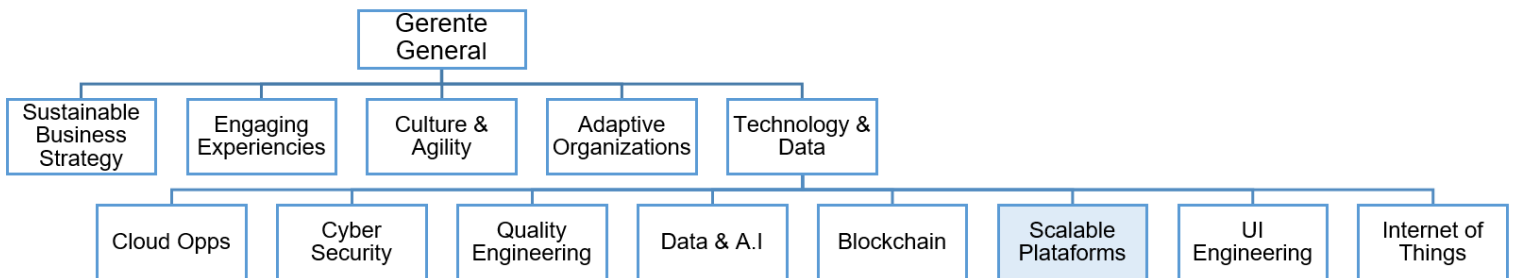 Gerente
General
Sustainable
Business
Strategy
Engaging
Experiencies
Culture &
Agility
Adaptive
Organizations
Technology &
Data
Cloud Opps
Cyber
Security
Quality
Engineering
Data & A.I
Blockchain
Scalable
Plataforms
UI
Engineering
Internet of
Things